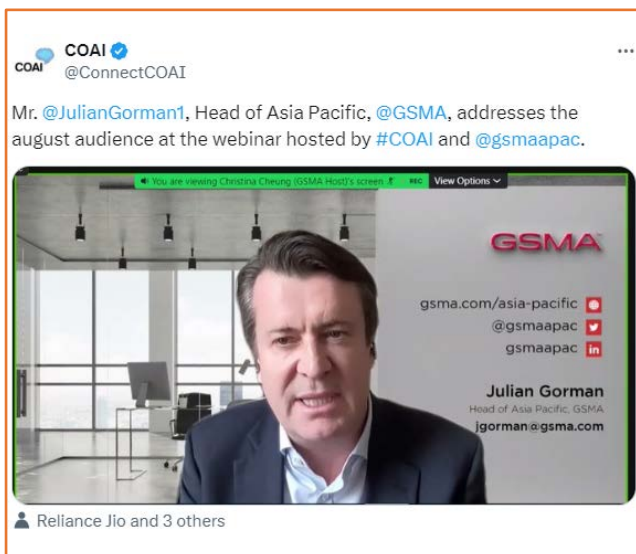 COAI
COAI
@ConnectCOAI
Mr. @JulianGorman1, Head of Asia Pacific, @GSMA, addresses the
august audience at the webinar hosted by #COAI and @gsmaapac.
You are viewing Christina Cheung (GSMA Host)'s screen
REC
View Options
GSMA
gsma.com/asia-pacific
@gsmaapac
gsmaapac
in
Julian Gorman
Head of Asia Pacific, GSMA
jgorman@gsma.com
Reliance Jio and 3 others